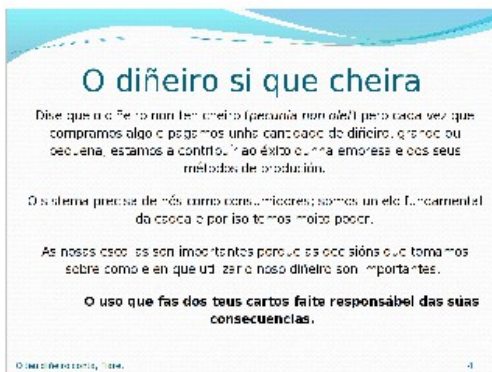 O diñeiro si que cheira
Dise que o diñeiro non ten cheiro (pecunia non olet) pero cada vez que
compramos algo e pagamos unha cantidade de diñeiro, grande ou
pequena, estamos a contribuír ao éxito dunha empresa e dos seus
métodos de produción.
O sistema precisa de nós como consumidores; somos un elo fundamental
da cadea e por iso temos moito poder.
As nosas escollas son importantes porque as decisións que tomamos
sobre como e en que utilizar o noso diñeiro son importantes.
O uso que fas dos teus cartos faite responsábel das súas
consecuencias.
O teu diñeiro conta,
4